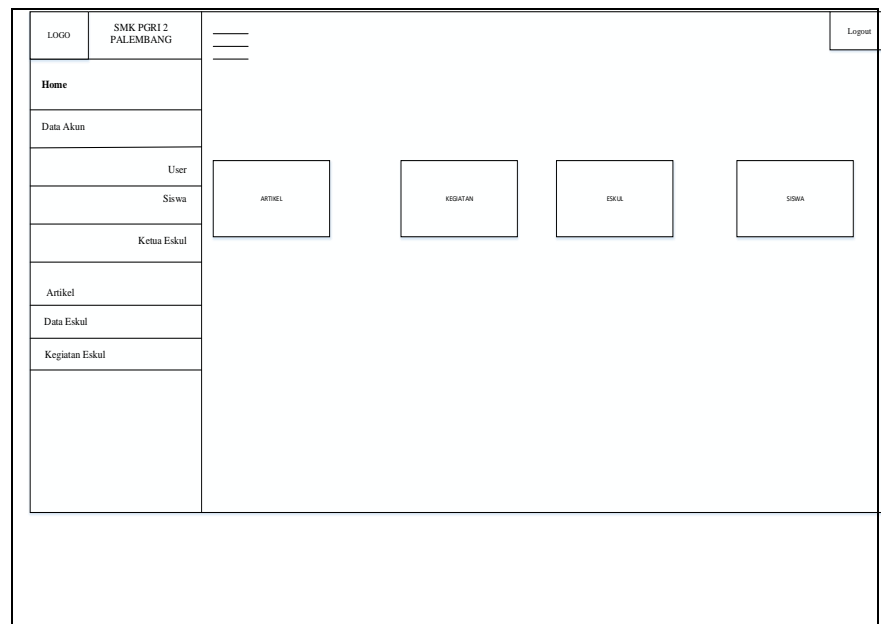 LOGO
SMK PGRI 2
PALEMBANG
Logout
Home
Data Akun
User
Siswa
Ketua Eskul
Artikel
Data Eskul
Kegiatan Eskul
ARTIKEL
KEGIATAN
ESKUL
SISWA